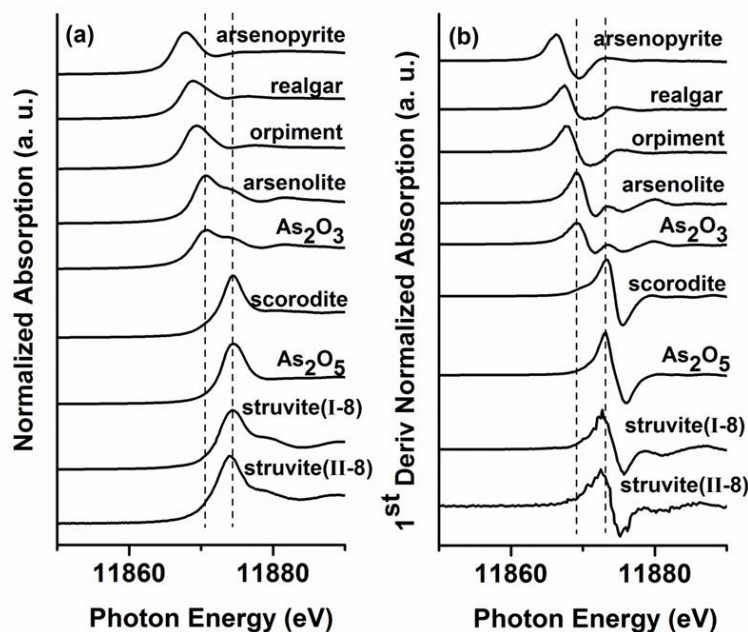 (a)
arsenopyrite
realgar
orpiment
arsenolite
As₂O₃
scorodite
As₂O₅
struvite(I-8)
struvite(II-8)
Normalized Absorption (a. u.)
11860 11880
Photon Energy (eV)
(b)
arsenopyrite
realgar
orpiment
arsenolite
As₂O₃
scorodite
As₂O₅
struvite(I-8)
struvite(II-8)
1st Deriv Normalized Absorption (a. u.)
11860 11880
Photon Energy (eV)